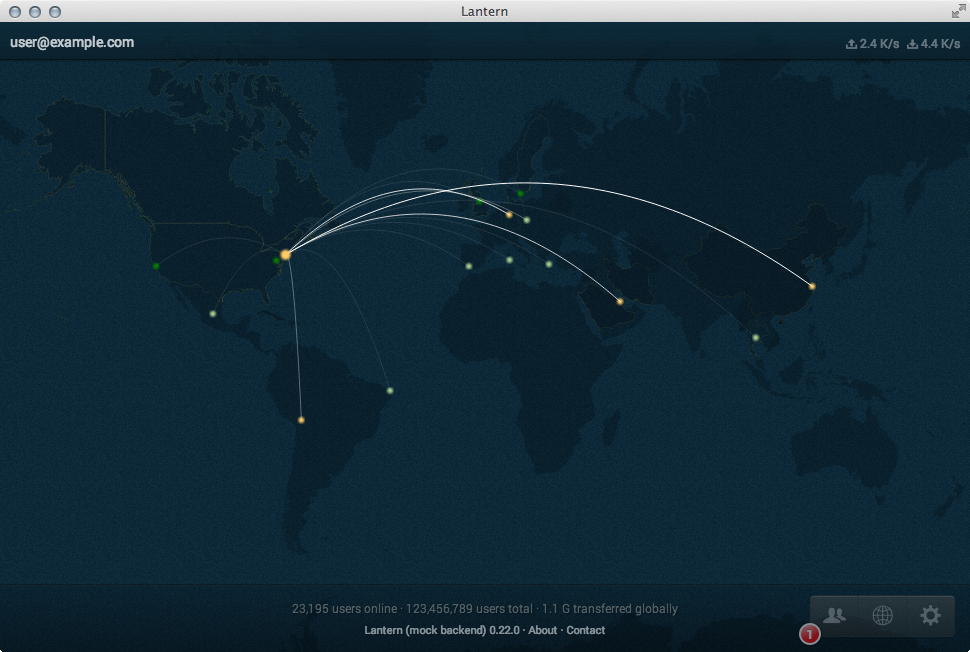 Lantern
user@example.com
2.4 K/s 4.4 K/s
23,195 users online · 123,456,789 users total · 1.1 G transferred globally
Lantern (mock backend) 0.22.0 · About · Contact
1